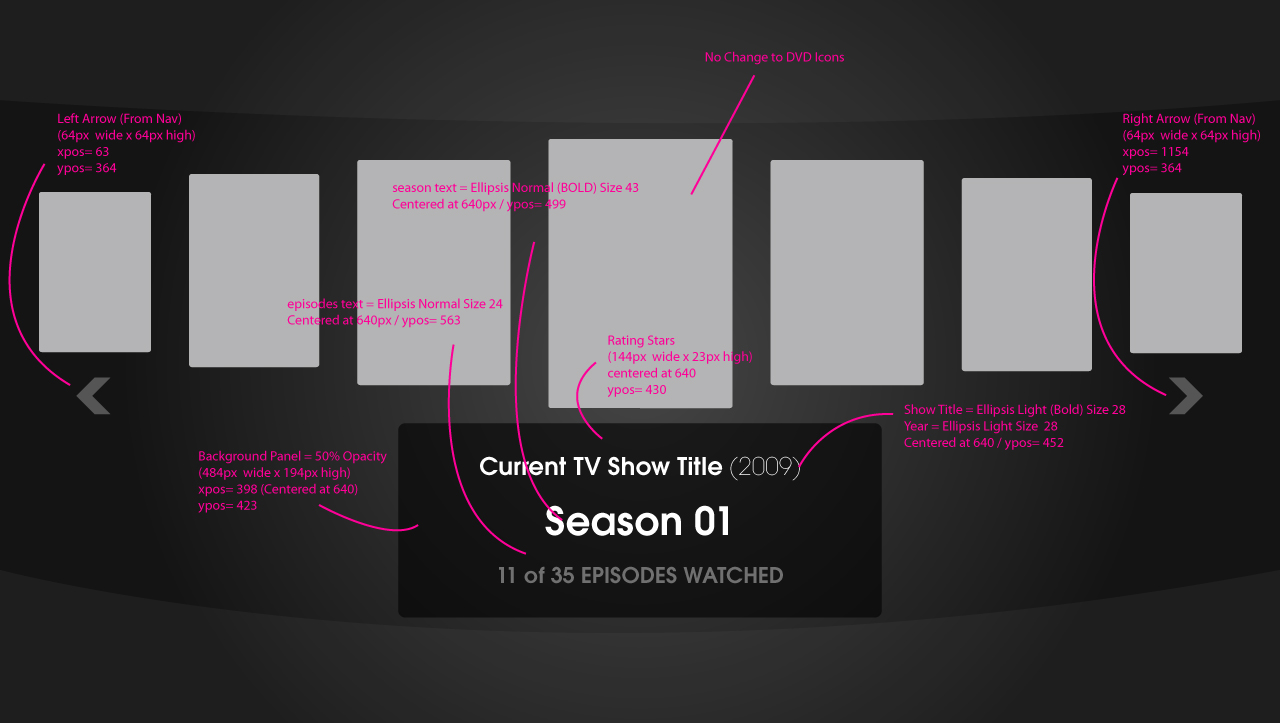 No Change to DVD Icons
Left Arrow (From Nav)
(64px wide x 64px high)
xpos= 63
ypos= 364
Right Arrow (From Nav)
(64px wide x 64px high)
xpos= 1154
ypos= 364
season text = Ellipsis Normal (BOLD) Size 43
Centered at 640px / ypos= 499
episodes text = Ellipsis Normal Size 24
Centered at 640px / ypos= 563
Rating Stars
(144px wide x 23px high)
centered at 640
ypos= 430
Show Title = Ellipsis Light (Bold) Size 28
Year = Ellipsis Light Size 28
Centered at 640 / ypos= 452
Background Panel = 50% Opacity
(484px wide x 194px high)
xpos= 398 (Centered at 640)
ypos= 423
Current TV Show Title (2009)
Season 01
11 of 35 EPISODES WATCHED